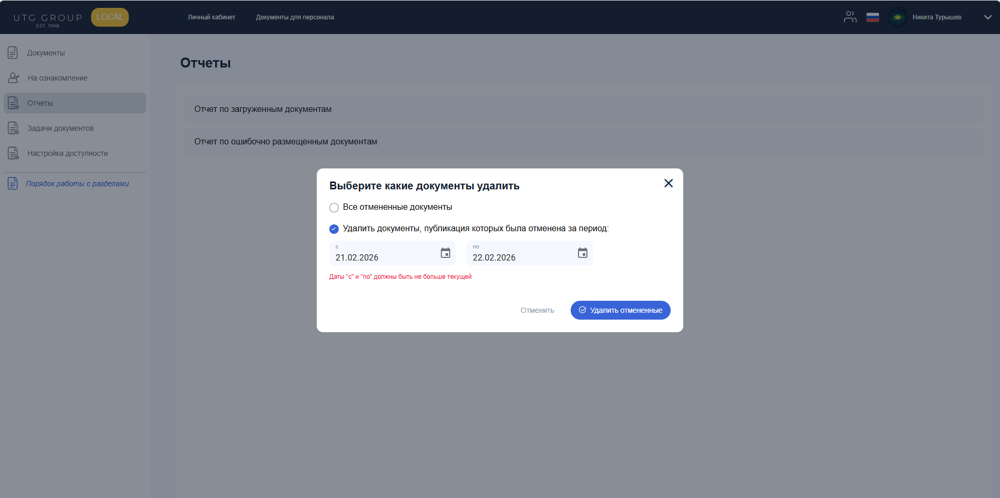 UTG GROUP
EST. 1998
LOCAL
Личный кабинет
Документы для персонала
Никита Турышев
Документы
На ознакомление
Отчеты
Задачи документов
Настройка доступности
Порядок работы с разделами
Отчеты
Отчет по загруженным документам
Отчет по ошибочно размещенным документам
Выберите какие документы удалить
Все отмененные документы
Удалить документы, публикация которых была отменена за период:
с
21.02.2026
по
22.02.2026
Даты "с" и "по" должны быть не больше текущей
Отменить
Удалить отмененные